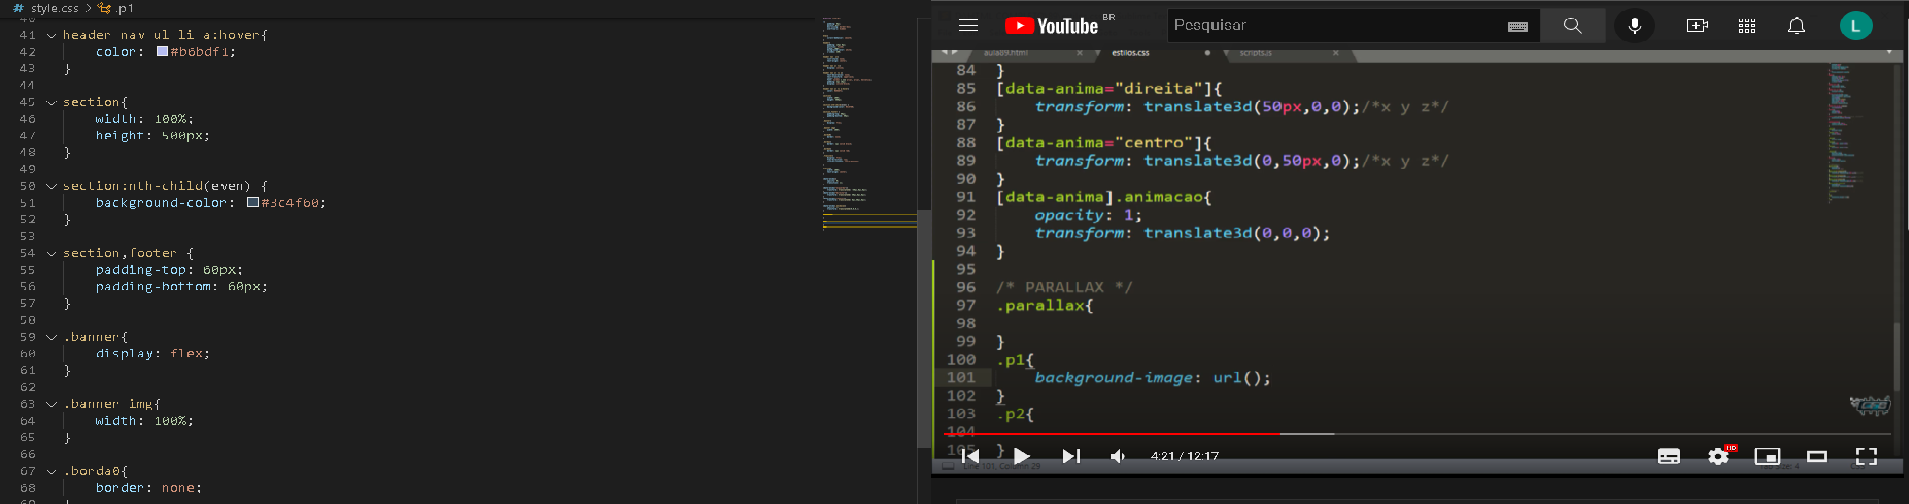 # style.css > .p1
41 header nav ul li a:hover{
42 color: #b6bdf1;
43 }
44
45 section{
46 width: 100%;
47 height: 500px;
48 }
49
50 section:nth-child(even) {
51 background-color: #3c4f60;
52 }
53
54 section,footer {
55 padding-top: 60px;
56 padding-bottom: 60px;
57 }
58
59 .banner{
60 display: flex;
61 }
62
63 .banner img{
64 width: 100%;
65 }
66
67 .borda0{
68 border: none;
YouTube BR
Pesquisar
L
estilos.css
scripts.js
84 }
85 [data-anima="direita"]{
86 transform: translate3d(50px,0,0);/*x y z*/
87 }
88 [data-anima="centro"]{
89 transform: translate3d(0,50px,0);/*x y z*/
90 }
91 [data-anima].animacao{
92 opacity: 1;
93 transform: translate3d(0,0,0);
94 }
95
96 /* PARALLAX */
97 .parallax{
98
99 }
100 .p1{
101 background-image: url();
102 }
103 .p2{
104
105 }
4:21 / 12:17
HD
Line 101, Column 29
Tab Size: 4